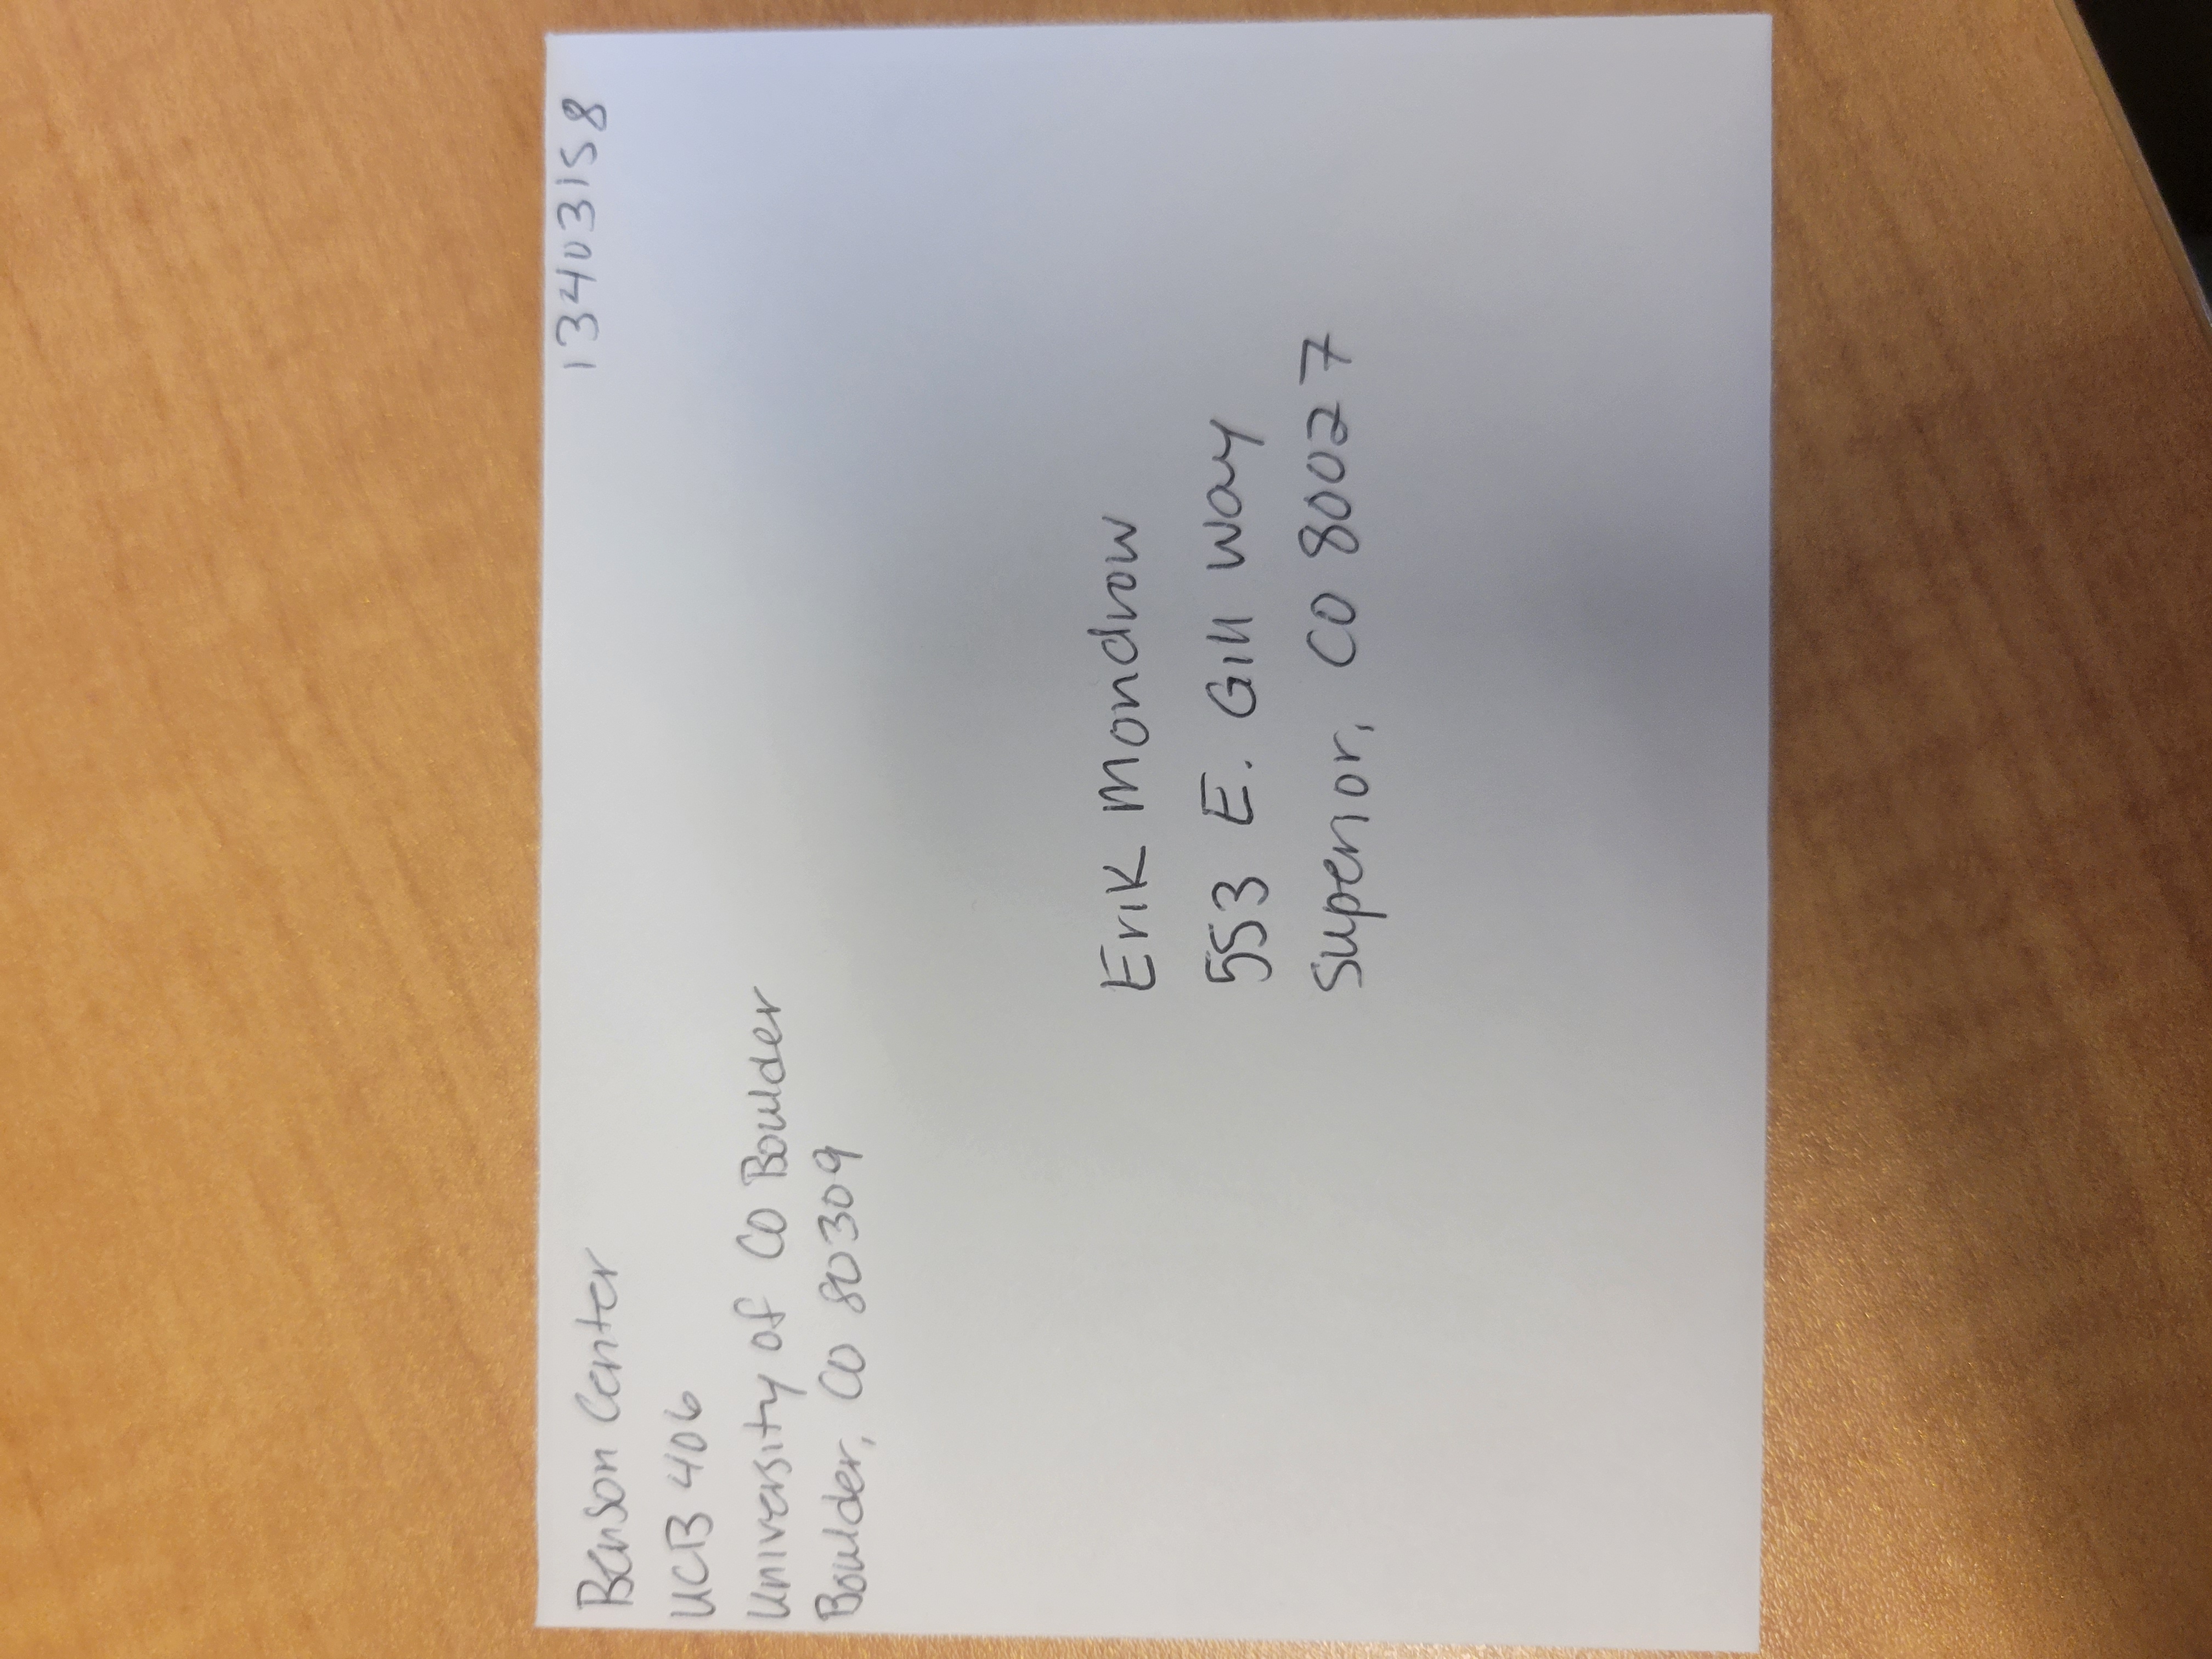 Benson Center
UCB 406
University of CO Boulder
Boulder, CO 80309
13403158
Erik Mondrow
553 E. Gill Way
Superior, CO 80027